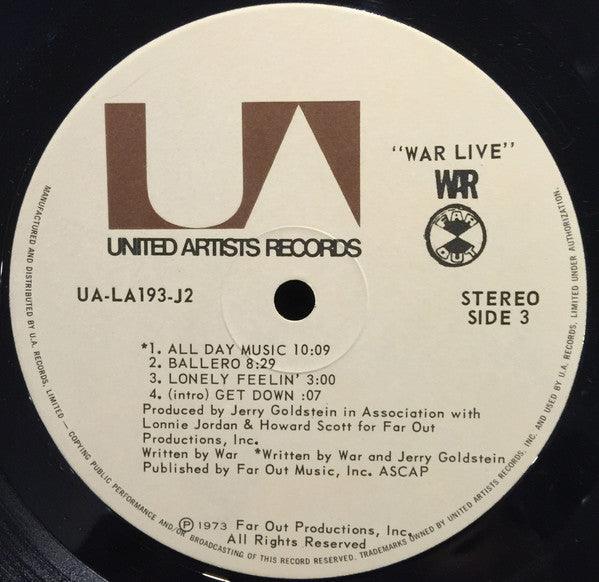 UA
UNITED ARTISTS RECORDS
"WAR LIVE"
WAR
FAR
OUT
UA-LA193-J2
STEREO
SIDE 3
*1. ALL DAY MUSIC 10:09
2. BALLERO 8:29
3. LONELY FEELIN' 3:00
4. (intro) GET DOWN :07
Produced by Jerry Goldstein in Association with
Lonnie Jordan & Howard Scott for Far Out
Productions, Inc.
Written by War *Written by War and Jerry Goldstein
Published by Far Out Music, Inc. ASCAP
℗ 1973 Far Out Productions, Inc.
All Rights Reserved
MANUFACTURED AND DISTRIBUTED BY U.A. RECORDS, LIMITED — COPYING PUBLIC PERFORMANCE AND/OR BROADCASTING OF THIS RECORD RESERVED. TRADEMARKS OWNED BY UNITED ARTISTS RECORDS, INC. AND USED BY U.A. RECORDS, LIMITED UNDER AUTHORIZATION.